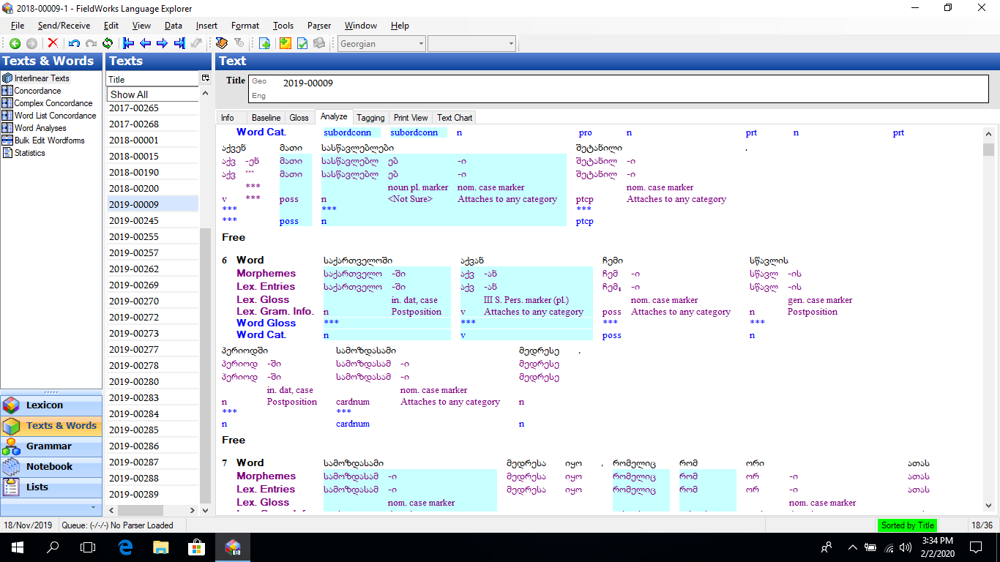 2018-00009-1 - FieldWorks Language Explorer
File Send/Receive Edit View Data Insert Format Tools Parser Window Help
Georgian
Texts & Words
Interlinear Texts
Concordance
Complex Concordance
Word List Concordance
Word Analyses
Bulk Edit Wordforms
Statistics
Lexicon
Texts & Words
Grammar
Notebook
Lists
Texts
Title
Show All
2017-00265
2017-00268
2018-00001
2018-00015
2018-00190
2018-00200
2019-00009
2019-00245
2019-00255
2019-00257
2019-00262
2019-00269
2019-00270
2019-00272
2019-00273
2019-00277
2019-00278
2019-00280
2019-00283
2019-00284
2019-00285
2019-00286
2019-00287
2019-00288
2019-00289
Text
Title Geo 2019-00009
Eng
Info Baseline Gloss Analyze Tagging Print View Text Chart
Word Cat. subordconn subordconn n pro n prt n prt
აქვენ მათი სასწავლებლები შეტანილი .
აქვ -ენ მათი სასწავლებლ ებ -ი შეტანილ -ი
აქვ *** მათი სასწავლებლ ებ -ი შეტანილ -ი
*** noun pl. marker nom. case marker nom. case marker
v *** poss n <Not Sure> Attaches to any category ptcp Attaches to any category
*** *** ***
*** poss n ptcp
Free
6 Word საქართველოში აქვან ჩემი სწავლის
Morphemes საქართველო -ში აქვ -ან ჩემ -ი სწავლ -ის
Lex. Entries საქართველო -ში აქვ -ან ჩემ₁ -ი სწავლ -ის
Lex. Gloss in. dat, case III S. Pers. marker (pl.) nom. case marker gen. case marker
Lex. Gram. Info. n Postposition v Attaches to any category poss Attaches to any category n Postposition
Word Gloss *** *** *** ***
Word Cat. n v poss n
პერიოდში სამოზდასამი მედრესე ,
პერიოდ -ში სამოზდასამ -ი მედრესე
პერიოდ -ში სამოზდასამ -ი მედრესე
in. dat, case nom. case marker
n Postposition cardnum Attaches to any category n
*** ***
n cardnum n
Free
7 Word სამოზდასამი მედრესა იყო , რომელიც რომ ორი ათას
Morphemes სამოზდასამ -ი მედრესა იყო რომელიც რომ ორ -ი ათას
Lex. Entries სამოზდასამ -ი მედრესა იყო რომელიც რომ ორ -ი ათას
Lex. Gloss nom. case marker nom. case marker
18/Nov/2019 Queue: (-/-/-) No Parser Loaded Sorted by Title 18/36
3:34 PM
2/2/2020